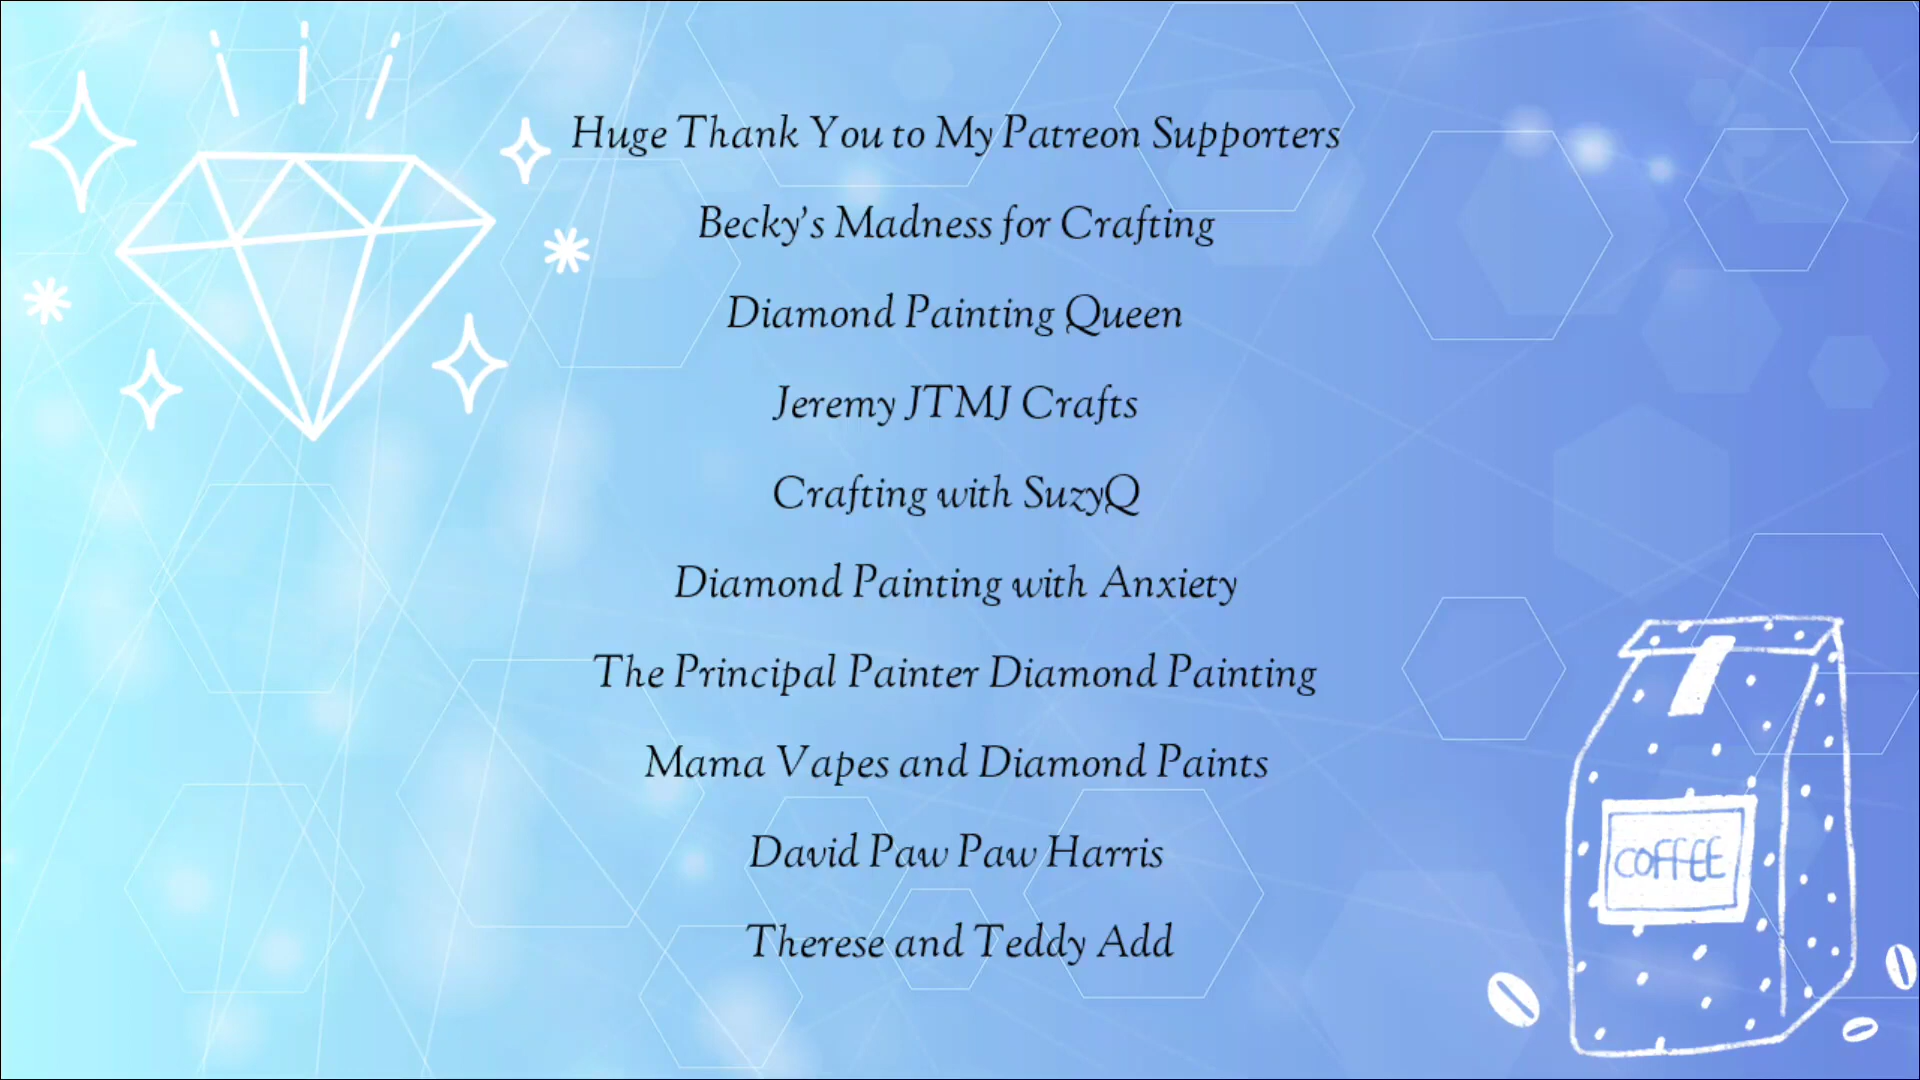 Huge Thank You to My Patreon Supporters
Becky's Madness for Crafting
Diamond Painting Queen
Jeremy JTMJ Crafts
Crafting with SuzyQ
Diamond Painting with Anxiety
The Principal Painter Diamond Painting
Mama Vapes and Diamond Paints
David Paw Paw Harris
Therese and Teddy Add
COFFEE